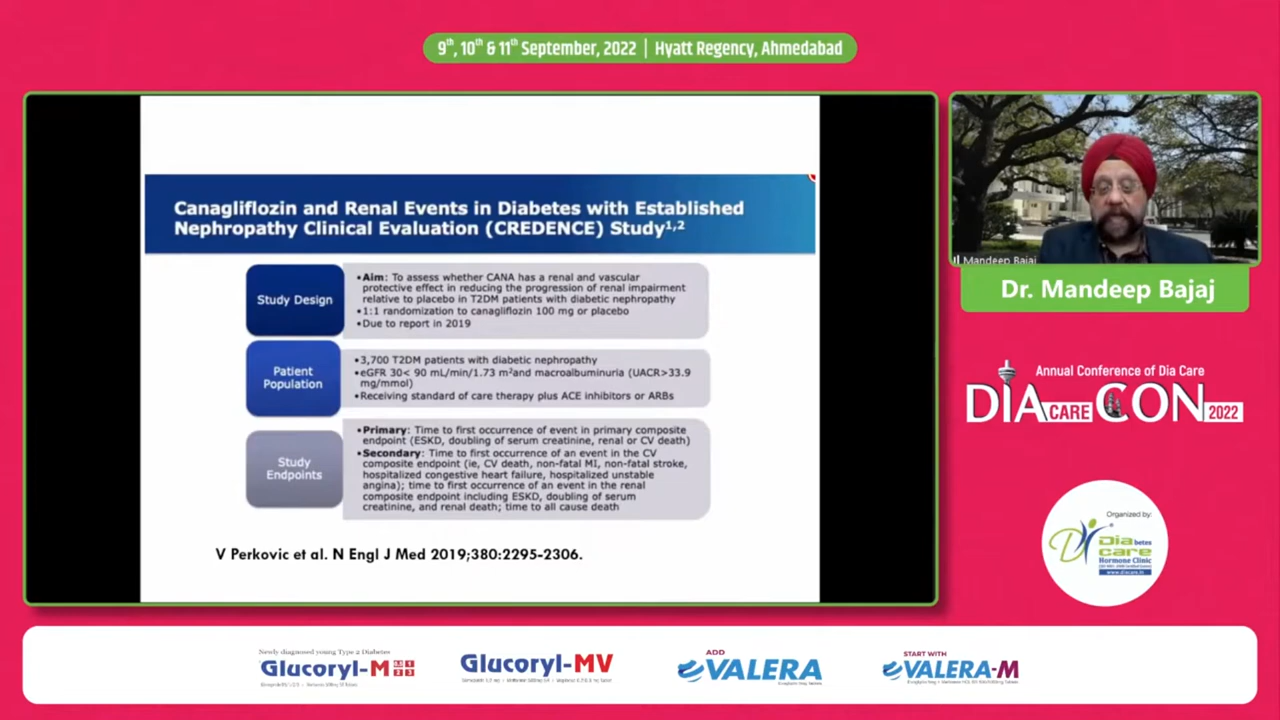 9th, 10th & 11th September, 2022 | Hyatt Regency, Ahmedabad
Canagliflozin and Renal Events in Diabetes with Established
Nephropathy Clinical Evaluation (CREDENCE) Study1,2
Study Design
•Aim: To assess whether CANA has a renal and vascular
protective effect in reducing the progression of renal impairment
relative to placebo in T2DM patients with diabetic nephropathy
•1:1 randomization to canagliflozin 100 mg or placebo
•Due to report in 2019
Patient
Population
•3,700 T2DM patients with diabetic nephropathy
•eGFR 30< 90 mL/min/1.73 m2and macroalbuminuria (UACR>33.9
mg/mmol)
•Receiving standard of care therapy plus ACE inhibitors or ARBs
Study
Endpoints
•Primary: Time to first occurrence of event in primary composite
endpoint (ESKD, doubling of serum creatinine, renal or CV death)
•Secondary: Time to first occurrence of an event in the CV
composite endpoint (ie, CV death, non-fatal MI, non-fatal stroke,
hospitalized congestive heart failure, hospitalized unstable
angina); time to first occurrence of an event in the renal
composite endpoint including ESKD, doubling of serum
creatinine, and renal death; time to all cause death
V Perkovic et al. N Engl J Med 2019;380:2295-2306.
Mandeep Bajaj
Dr. Mandeep Bajaj
Annual Conference of Dia Care
DIA CARE CON 2022
Organized by:
Diabetes
care
Hormone Clinic
www.diacare.in
Newly diagnosed young Type 2 Diabetes
Glucoryl-M
Glucoryl-MV
ADD
VALERA
START WITH
VALERA-M